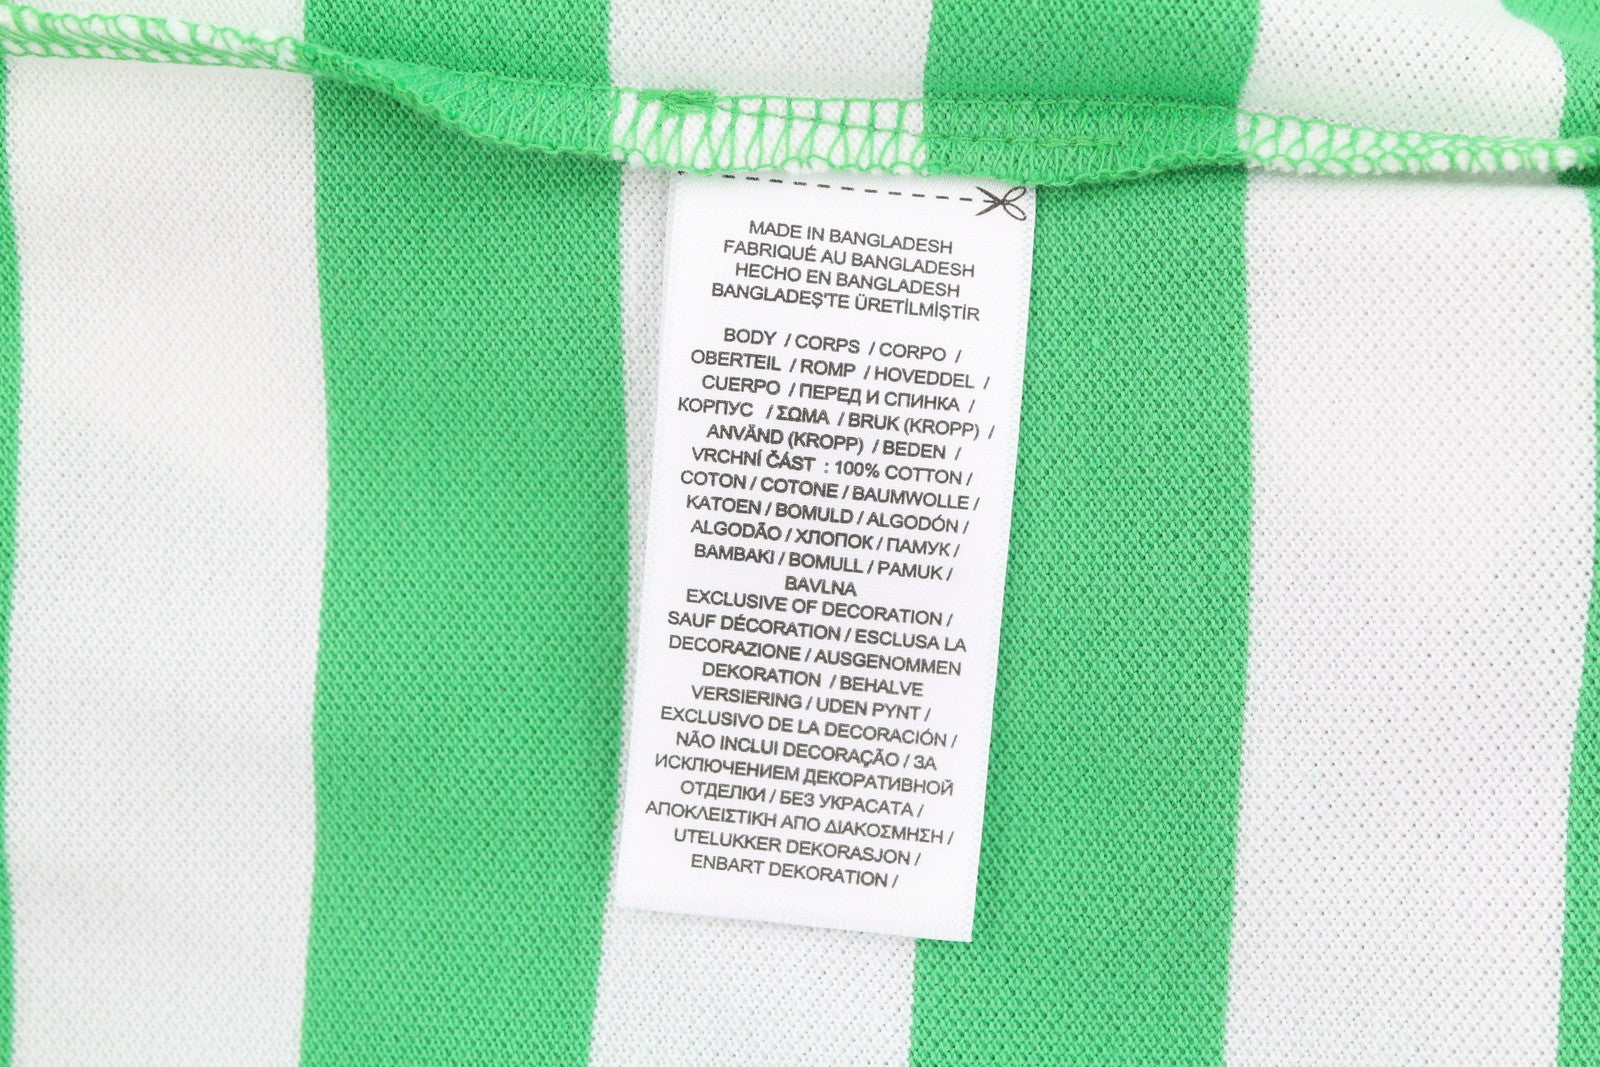 MADE IN BANGLADESH
FABRIQUÉ AU BANGLADESH
HECHO EN BANGLADESH
BANGLADEŞ'TE ÜRETİLMİŞTİR
BODY / CORPS / CORPO /
OBERTEIL / ROMP / HOVEDDEL /
CUERPO / ПЕРЕД И СПИНКА /
КОРПУС / ΣΩΜΑ / BRUK (KROPP) /
ANVÄND (KROPP) / BEDEN /
VRCHNÍ ČÁST : 100% COTTON /
COTON / COTONE / BAUMWOLLE /
KATOEN / BOMULD / ALGODÓN /
ALGODÃO / ХЛОПОК / ПАМУК /
BAMBAKI / BOMULL / PAMUK /
BAVLNA
EXCLUSIVE OF DECORATION /
SAUF DÉCORATION / ESCLUSA LA
DECORAZIONE / AUSGENOMMEN
DEKORATION / BEHALVE
VERSIERING / UDEN PYNT /
EXCLUSIVO DE LA DECORACIÓN /
NÃO INCLUI DECORAÇÃO / ЗА
ИСКЛЮЧЕНИЕМ ДЕКОРАТИВНОЙ
ОТДЕЛКИ / БЕЗ УКРАСАТА /
ΑΠΟΚΛΕΙΣΤΙΚΗ ΑΠΟ ΔΙΑΚΟΣΜΗΣΗ /
UTELUKKER DEKORASJON /
ENBART DEKORATION /